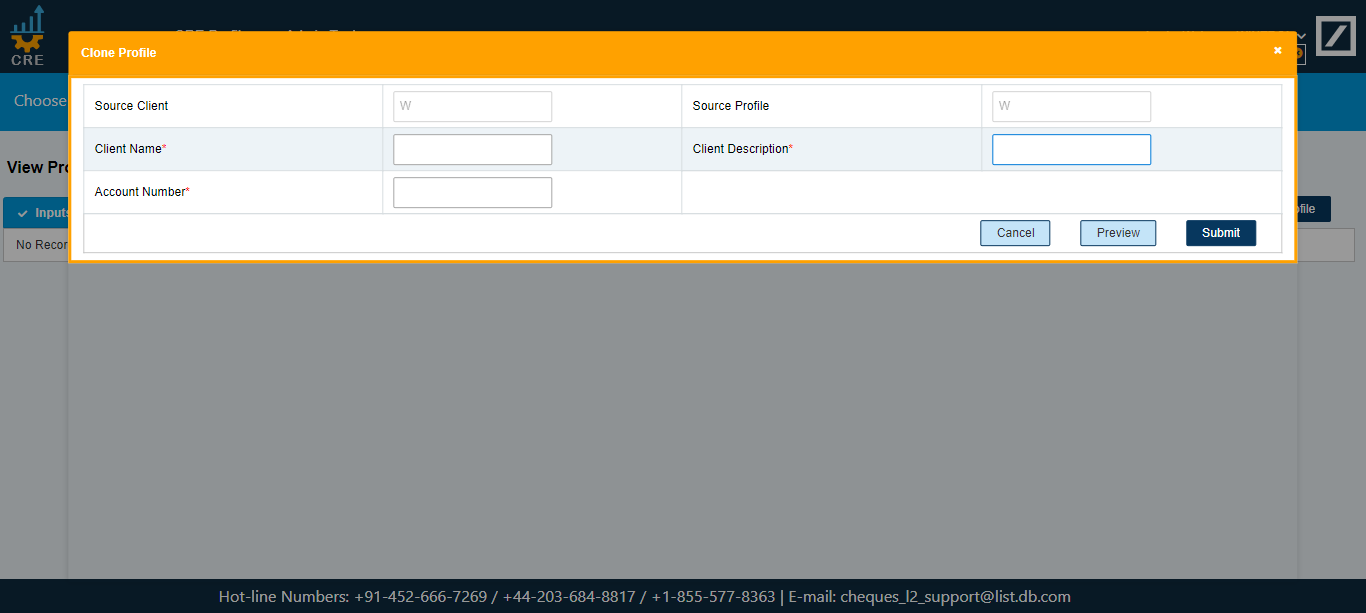 CRE
Clone Profile
Choose
Source Client W Source Profile W
Client Name* Client Description*
View Pro
Account Number*
Inputs
file
Cancel Preview Submit
No Recor
Hot-line Numbers: +91-452-666-7269 / +44-203-684-8817 / +1-855-577-8363 | E-mail: cheques_l2_support@list.db.com